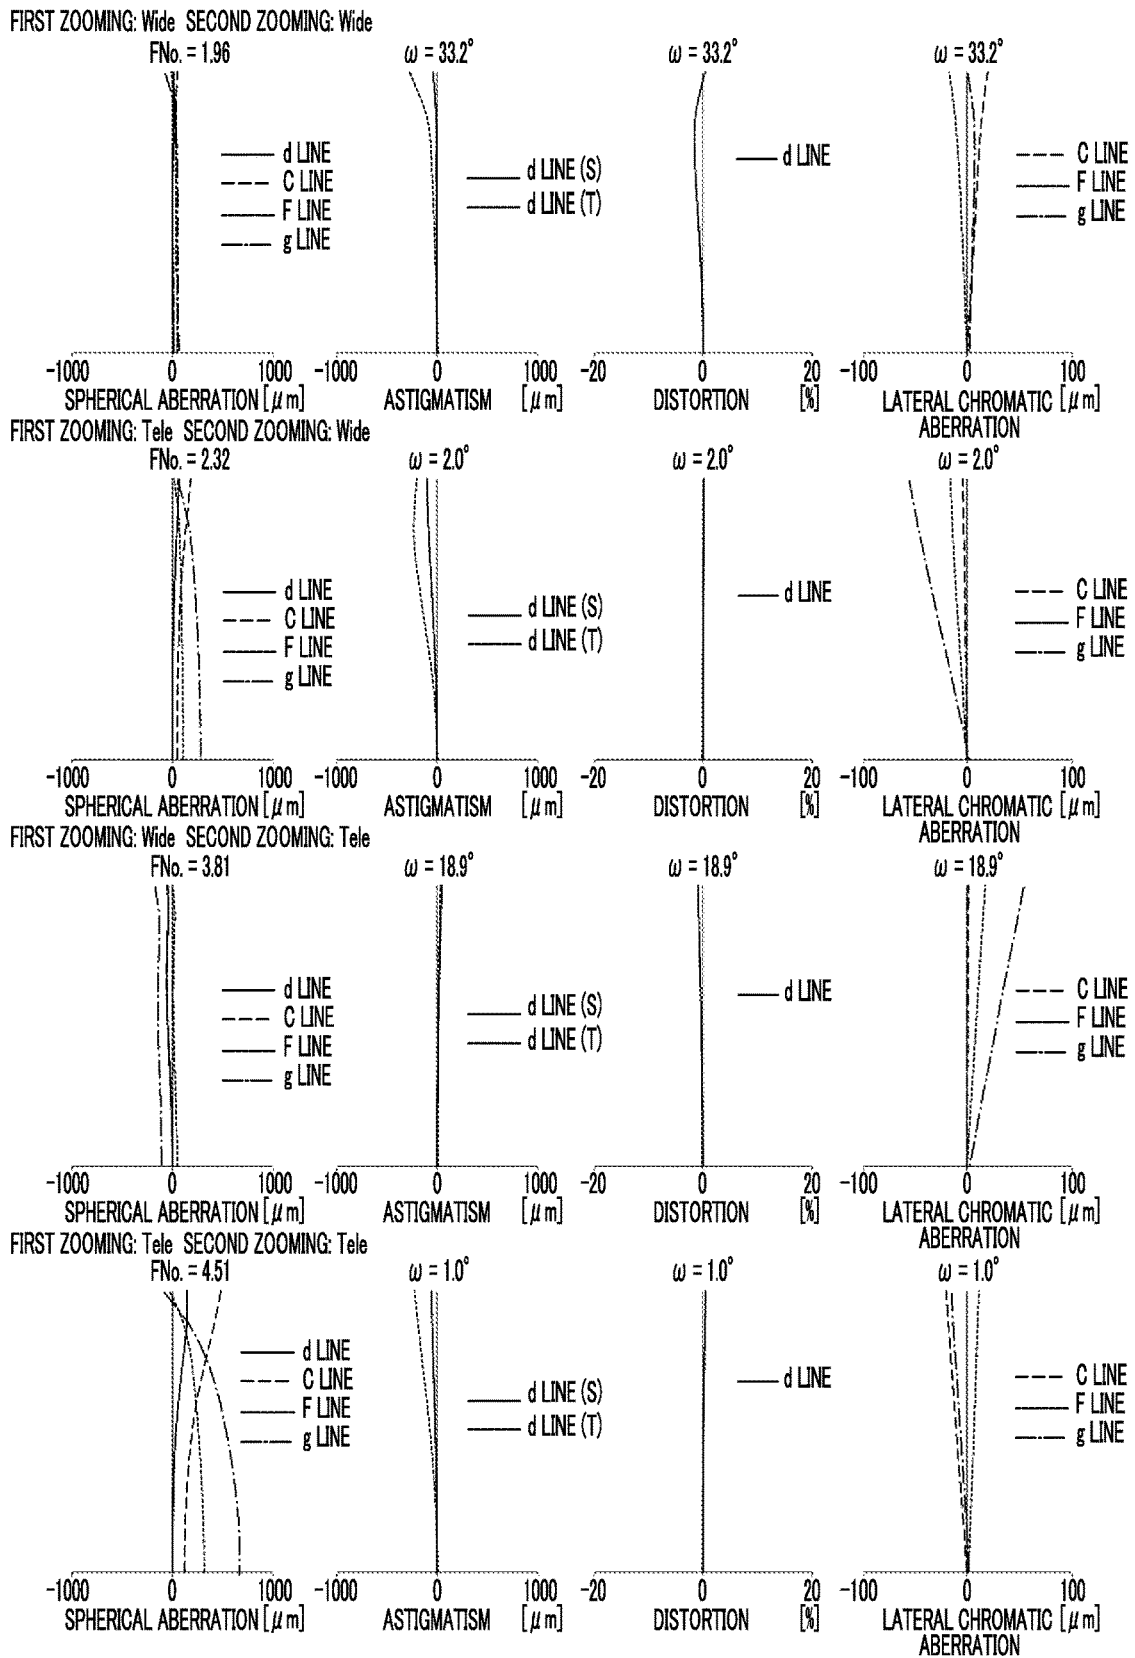 FIRST ZOOMING: Wide SECOND ZOOMING: Wide
FNo. = 1.96
ω = 33.2°
ω = 33.2°
ω = 33.2°
d LINE
C LINE
F LINE
g LINE
d LINE (S)
d LINE (T)
d LINE
C LINE
F LINE
g LINE
-1000 0 1000
-1000 0 1000
-20 0 20
-100 0 100
SPHERICAL ABERRATION [μm]
ASTIGMATISM [μm]
DISTORTION [%]
LATERAL CHROMATIC [μm]
ABERRATION
FIRST ZOOMING: Tele SECOND ZOOMING: Wide
FNo. = 2.32
ω = 2.0°
ω = 2.0°
ω = 2.0°
d LINE
C LINE
F LINE
g LINE
d LINE (S)
d LINE (T)
d LINE
C LINE
F LINE
g LINE
-1000 0 1000
-1000 0 1000
-20 0 20
-100 0 100
SPHERICAL ABERRATION [μm]
ASTIGMATISM [μm]
DISTORTION [%]
LATERAL CHROMATIC [μm]
ABERRATION
FIRST ZOOMING: Wide SECOND ZOOMING: Tele
FNo. = 3.81
ω = 18.9°
ω = 18.9°
ω = 18.9°
d LINE
C LINE
F LINE
g LINE
d LINE (S)
d LINE (T)
d LINE
C LINE
F LINE
g LINE
-1000 0 1000
-1000 0 1000
-20 0 20
-100 0 100
SPHERICAL ABERRATION [μm]
ASTIGMATISM [μm]
DISTORTION [%]
LATERAL CHROMATIC [μm]
ABERRATION
FIRST ZOOMING: Tele SECOND ZOOMING: Tele
FNo. = 4.51
ω = 1.0°
ω = 1.0°
ω = 1.0°
d LINE
C LINE
F LINE
g LINE
d LINE (S)
d LINE (T)
d LINE
C LINE
F LINE
g LINE
-1000 0 1000
-1000 0 1000
-20 0 20
-100 0 100
SPHERICAL ABERRATION [μm]
ASTIGMATISM [μm]
DISTORTION [%]
LATERAL CHROMATIC [μm]
ABERRATION